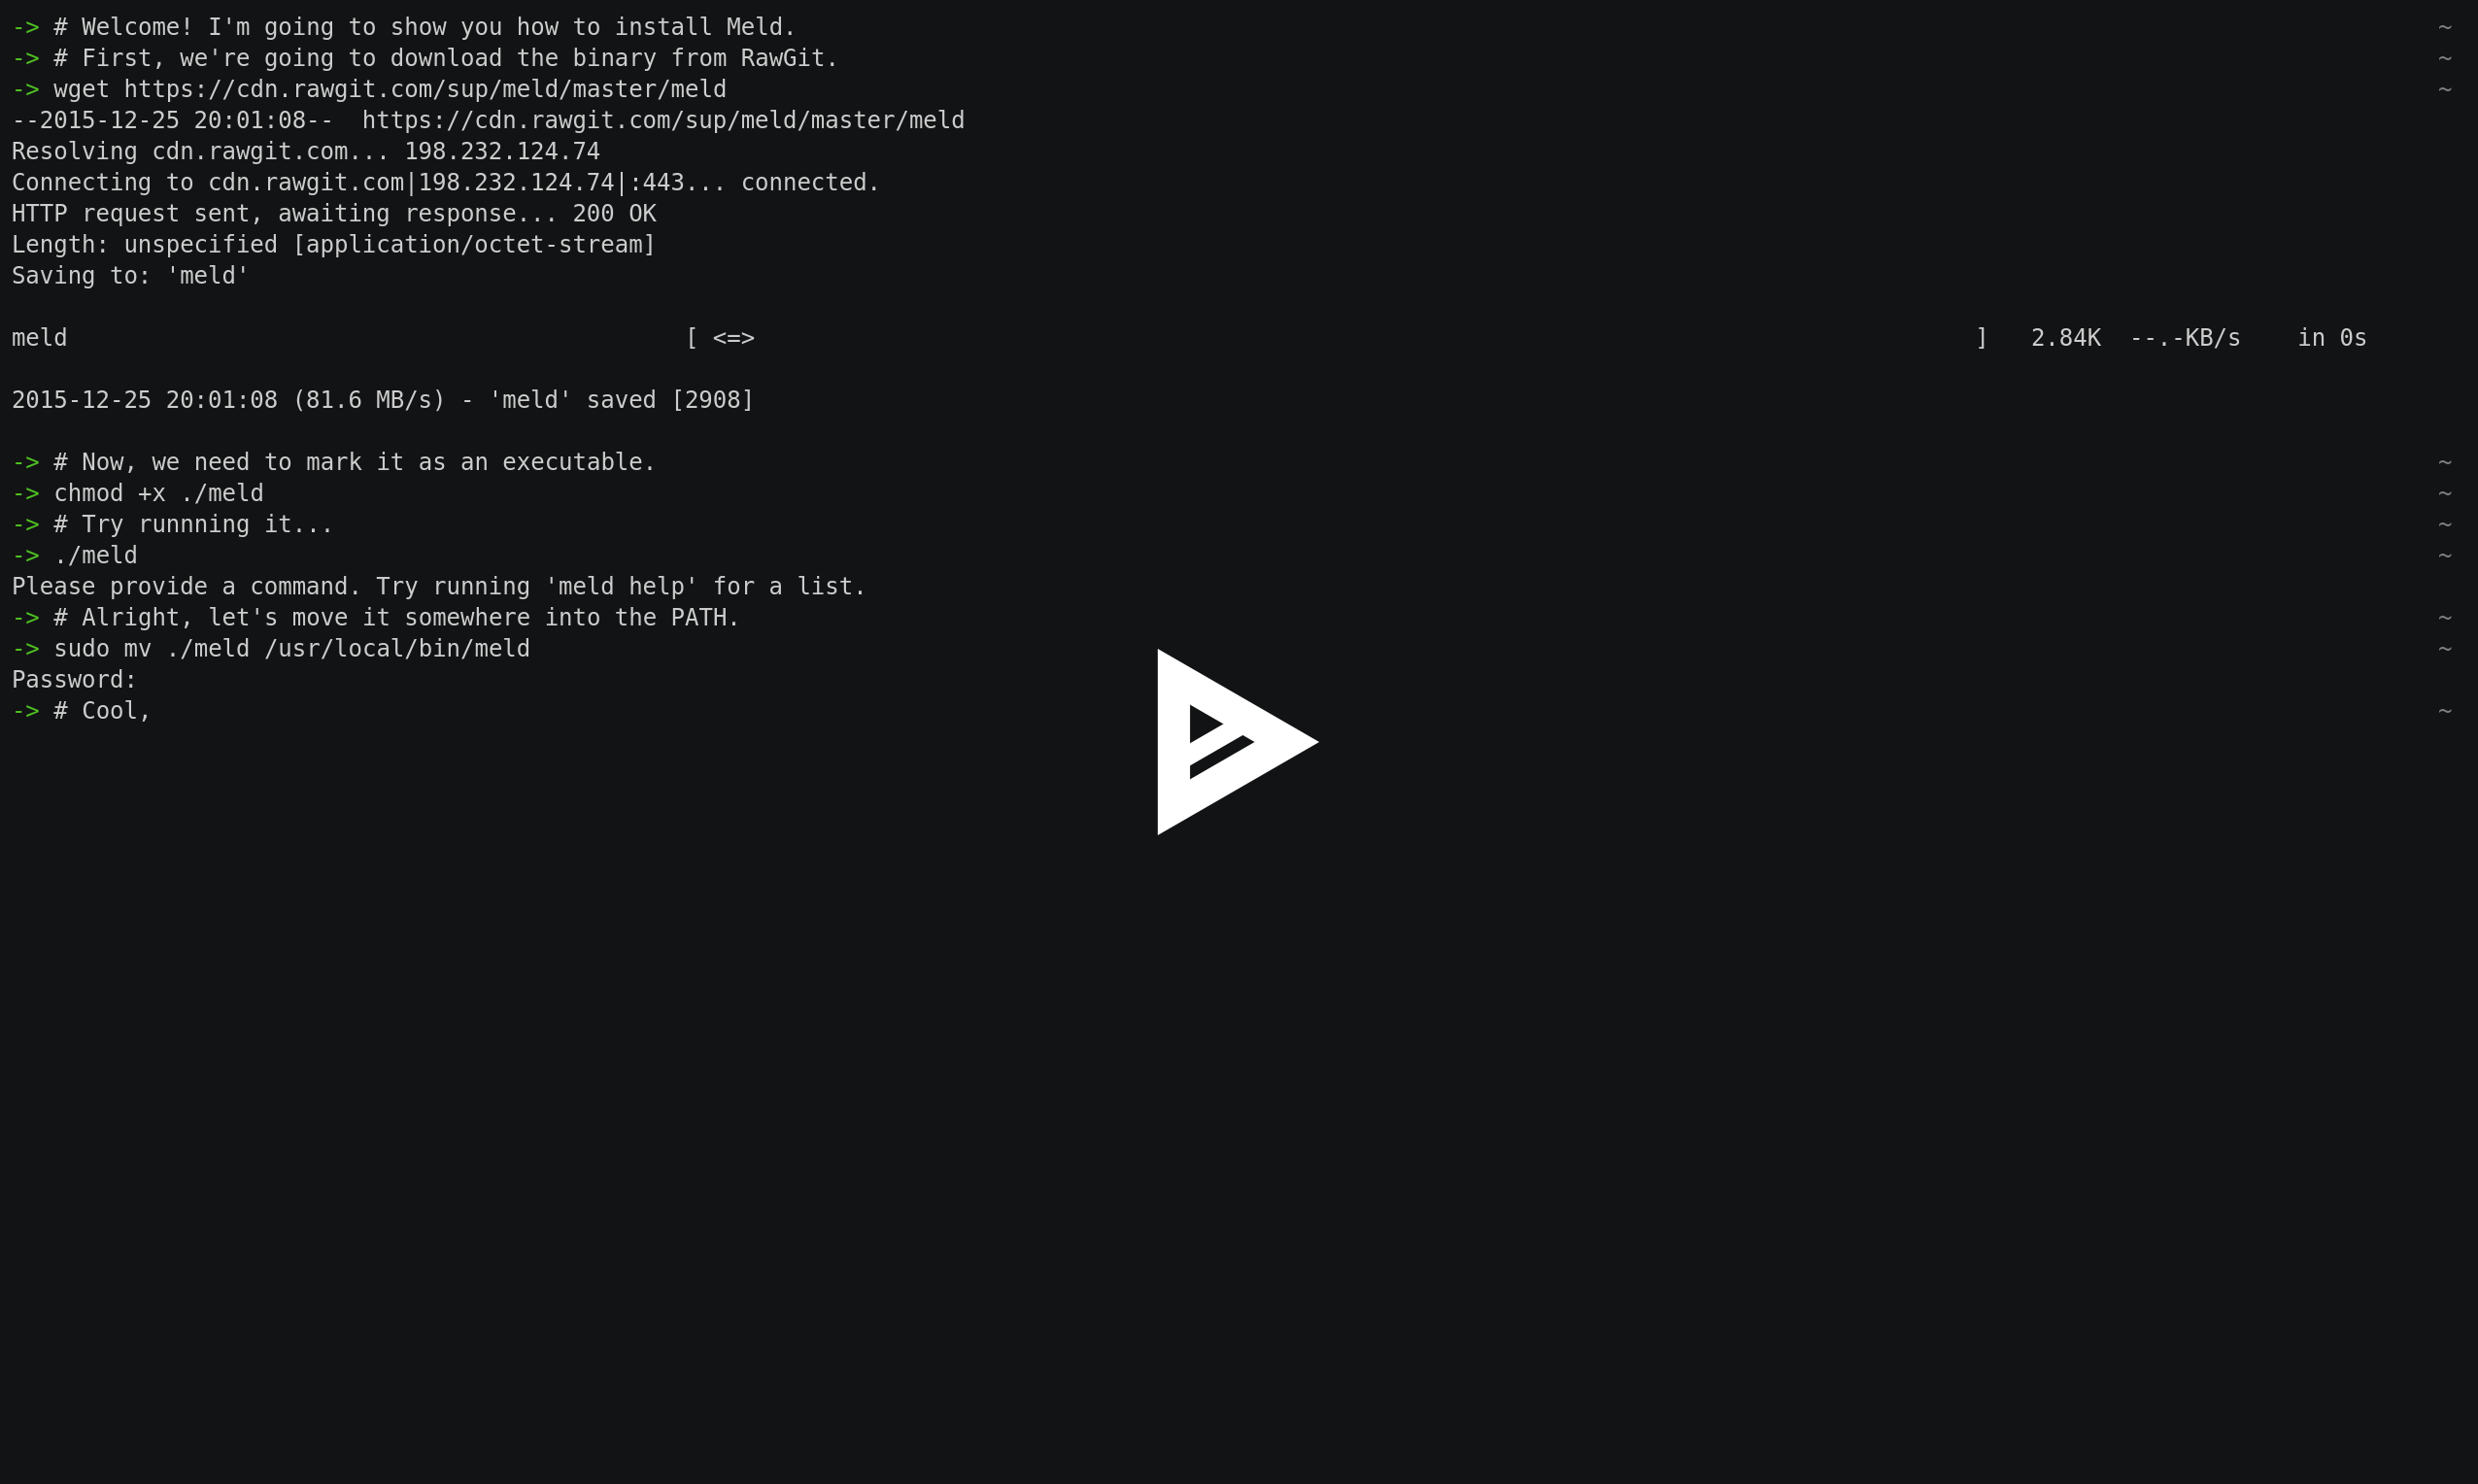 -> # Welcome! I'm going to show you how to install Meld. ~
-> # First, we're going to download the binary from RawGit. ~
-> wget https://cdn.rawgit.com/sup/meld/master/meld ~
--2015-12-25 20:01:08--  https://cdn.rawgit.com/sup/meld/master/meld
Resolving cdn.rawgit.com... 198.232.124.74
Connecting to cdn.rawgit.com|198.232.124.74|:443... connected.
HTTP request sent, awaiting response... 200 OK
Length: unspecified [application/octet-stream]
Saving to: 'meld'
meld [ <=> ] 2.84K --.-KB/s in 0s
2015-12-25 20:01:08 (81.6 MB/s) - 'meld' saved [2908]
-> # Now, we need to mark it as an executable. ~
-> chmod +x ./meld ~
-> # Try runnning it... ~
-> ./meld ~
Please provide a command. Try running 'meld help' for a list.
-> # Alright, let's move it somewhere into the PATH. ~
-> sudo mv ./meld /usr/local/bin/meld ~
Password:
-> # Cool, ~